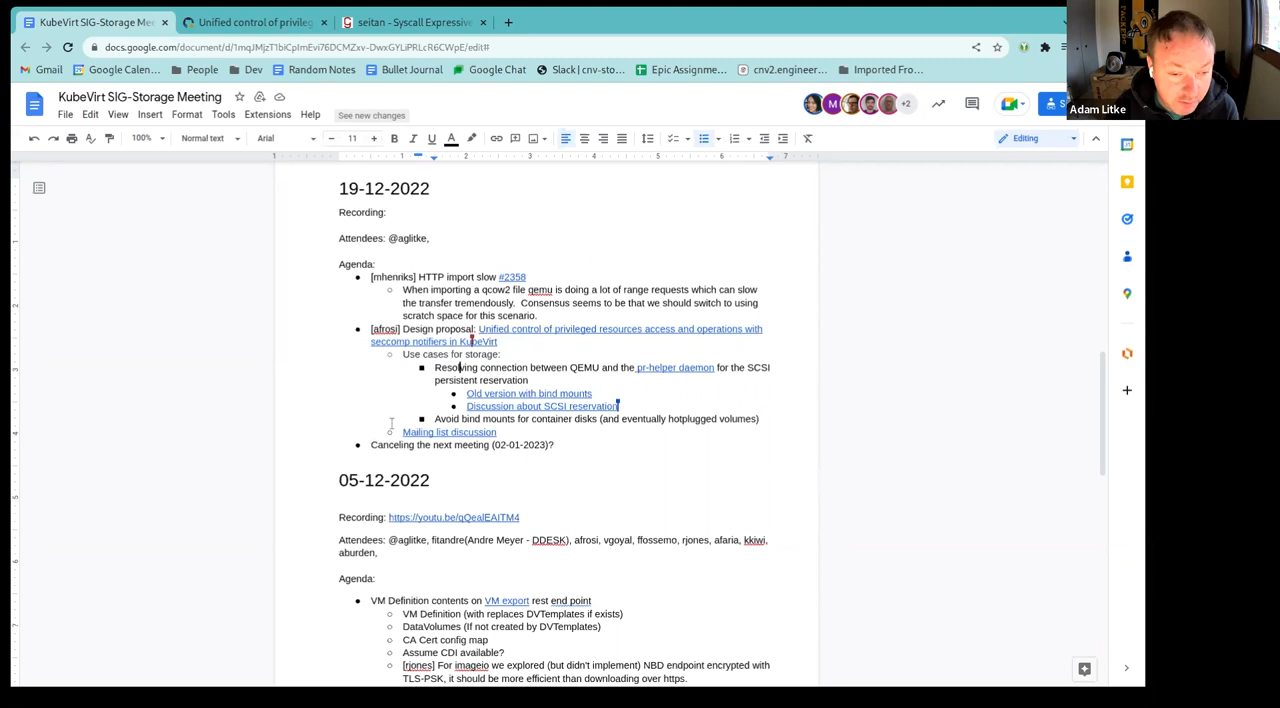 KubeVirt SIG-Storage Mee
Unified control of privileg
seitan - Syscall Expressive
docs.google.com/document/d/1mqJMjzT1biCpImEvi76DCMZxv-DwxGYLiPRLcR6CWpE/edit#
Gmail
Google Calen…
People
Dev
Random Notes
Bullet Journal
Google Chat
Slack | cnv-sto…
Epic Assignme…
cnv2.engineer…
Imported Fro…
Adam Litke
KubeVirt SIG-Storage Meeting
File Edit View Insert Format Tools Extensions Help
See new changes
+2
S
100%
Normal text
Arial
11
Editing
19-12-2022
Recording:
Attendees: @aglitke,
Agenda:
[mhenriks] HTTP import slow #2358
When importing a qcow2 file qemu is doing a lot of range requests which can slow
the transfer tremendously. Consensus seems to be that we should switch to using
scratch space for this scenario.
[afrosi] Design proposal: Unified control of privileged resources access and operations with
seccomp notifiers in KubeVirt
Use cases for storage:
Resolving connection between QEMU and the pr-helper daemon for the SCSI
persistent reservation
Old version with bind mounts
Discussion about SCSI reservation
Avoid bind mounts for container disks (and eventually hotplugged volumes)
Mailing list discussion
Canceling the next meeting (02-01-2023)?
05-12-2022
Recording: https://youtu.be/qQealEAITM4
Attendees: @aglitke, fitandre(Andre Meyer - DDESK), afrosi, vgoyal, ffossemo, rjones, afaria, kkiwi,
aburden,
Agenda:
VM Definition contents on VM export rest end point
VM Definition (with replaces DVTemplates if exists)
DataVolumes (If not created by DVTemplates)
CA Cert config map
Assume CDI available?
[rjones] For imageio we explored (but didn't implement) NBD endpoint encrypted with
TLS-PSK, it should be more efficient than downloading over https.